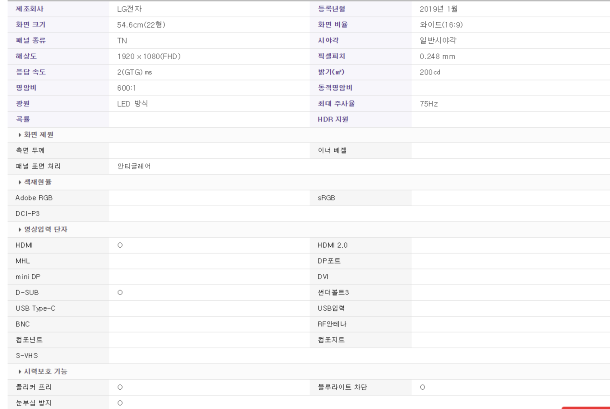 제조회사 LG전자 등록년월 2019년 1월
화면 크기 54.6cm(22형) 화면 비율 와이드(16:9)
패널 종류 TN 시야각 일반시야각
해상도 1920 x 1080(FHD) 픽셀피치 0.248 mm
응답 속도 2(GTG) ms 밝기(㎡) 200cd
명암비 600:1 동적명암비
광원 LED 방식 최대 주사율 75Hz
곡률 HDR 지원
화면 제원
측면 두께 이너 베젤
패널 표면 처리 안티글레어
색재현율
Adobe RGB sRGB
DCI-P3
영상입력 단자
HDMI O HDMI 2.0
MHL DP포트
mini DP DVI
D-SUB O 썬더볼트3
USB Type-C USB입력
BNC RF안테나
컴포넌트 컴포지트
S-VHS
시력보호 기능
플리커 프리 O 블루라이트 차단 O
눈부심 방지 O